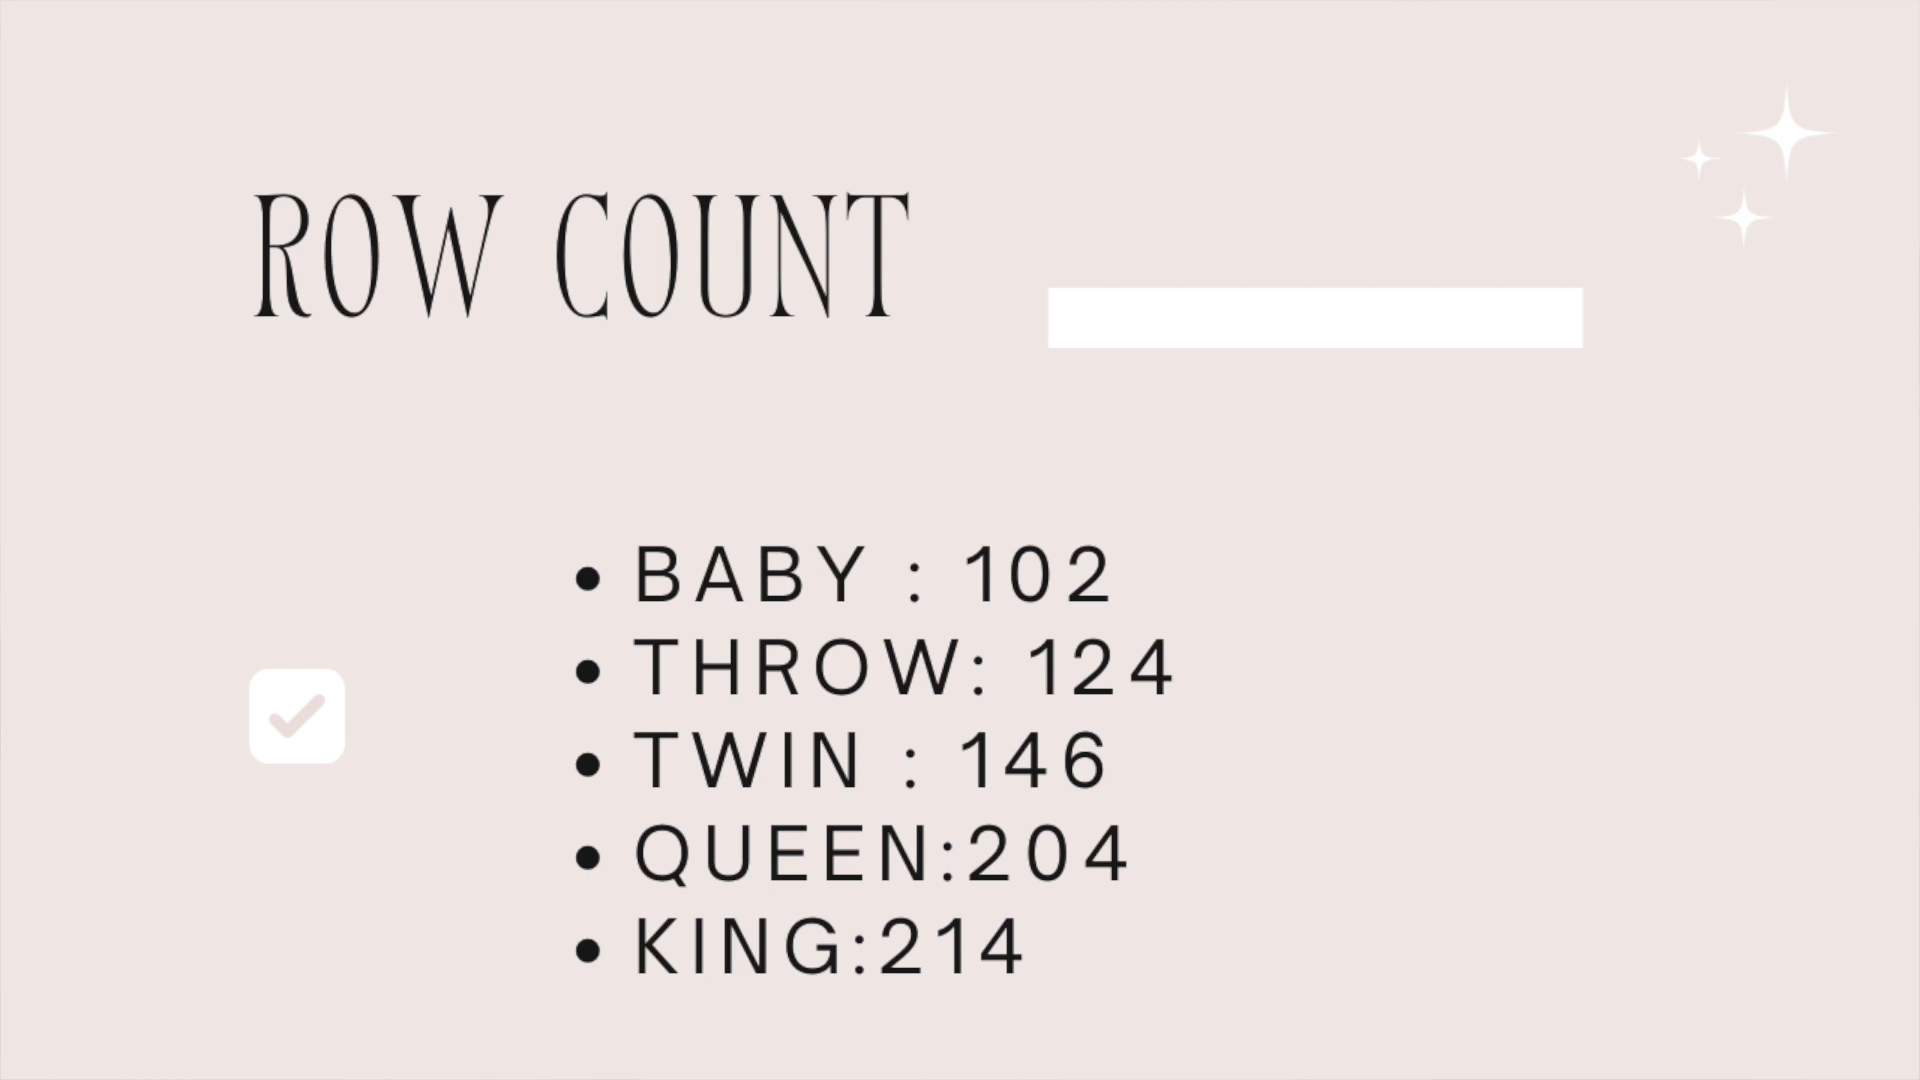 ROW COUNT
• BABY : 102
• THROW: 124
• TWIN : 146
• QUEEN:204
• KING:214